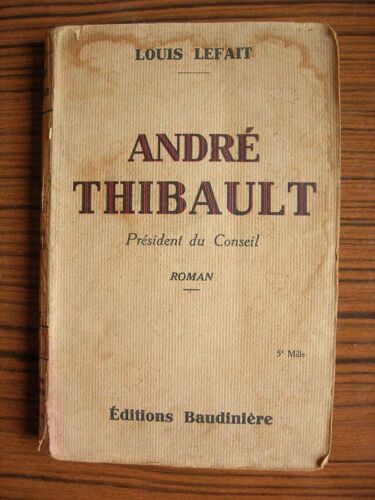 LOUIS LEFAIT
ANDRÉ
THIBAULT
Président du Conseil
ROMAN
5e Mille
Éditions Baudinière